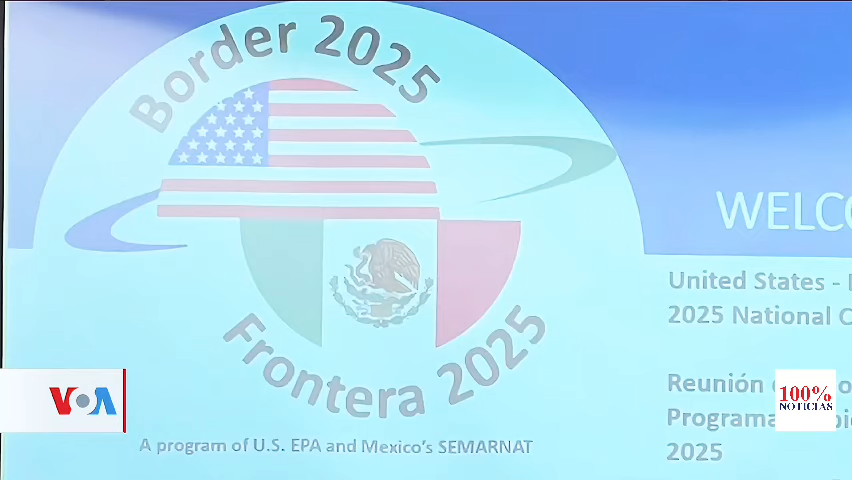 Border 2025
WELCO
United States -
2025 National C
Frontera 2025
Reunión
Programa
2025
A program of U.S. EPA and Mexico's SEMARNAT
VOA
100%
NOTICIAS